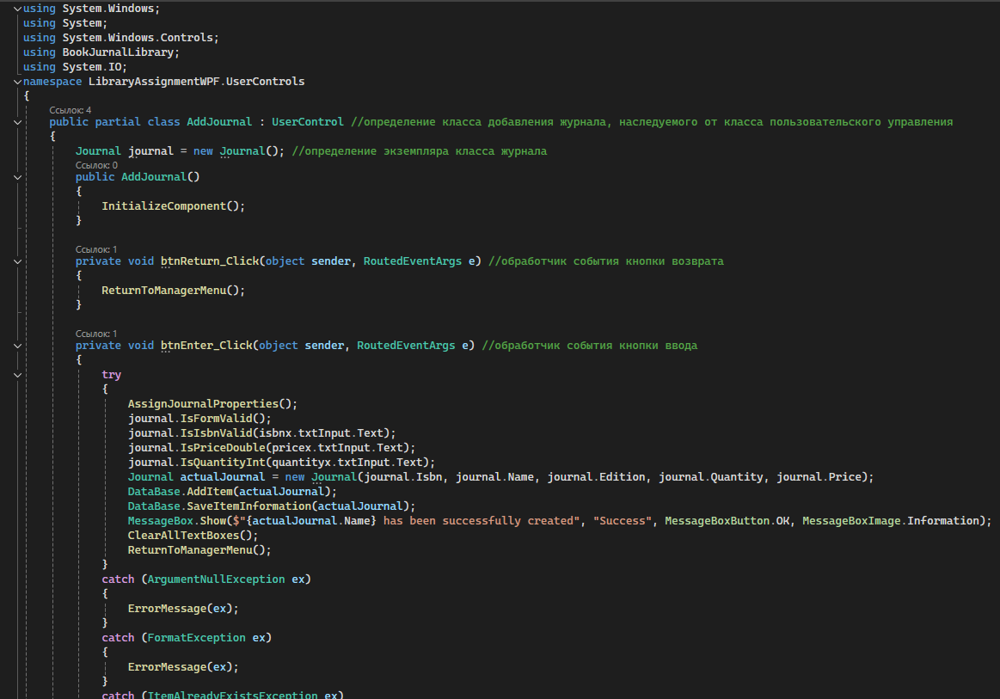 using System.Windows;
using System;
using System.Windows.Controls;
using BookJurnalLibrary;
using System.IO;
namespace LibraryAssignmentWPF.UserControls
{
Ссылок: 4
public partial class AddJournal : UserControl //определение класса добавления журнала, наследуемого от класса пользовательского управления
{
Journal journal = new Journal(); //определение экземпляра класса журнала
Ссылок: 0
public AddJournal()
{
InitializeComponent();
}
Ссылок: 1
private void btnReturn_Click(object sender, RoutedEventArgs e) //обработчик события кнопки возврата
{
ReturnToManagerMenu();
}
Ссылок: 1
private void btnEnter_Click(object sender, RoutedEventArgs e) //обработчик события кнопки ввода
{
try
{
AssignJournalProperties();
journal.IsFormValid();
journal.IsIsbnValid(isbnx.txtInput.Text);
journal.IsPriceDouble(pricex.txtInput.Text);
journal.IsQuantityInt(quantityx.txtInput.Text);
Journal actualJournal = new Journal(journal.Isbn, journal.Name, journal.Edition, journal.Quantity, journal.Price);
DataBase.AddItem(actualJournal);
DataBase.SaveItemInformation(actualJournal);
MessageBox.Show($"{actualJournal.Name} has been successfully created", "Success", MessageBoxButton.OK, MessageBoxImage.Information);
ClearAllTextBoxes();
ReturnToManagerMenu();
}
catch (ArgumentNullException ex)
{
ErrorMessage(ex);
}
catch (FormatException ex)
{
ErrorMessage(ex);
}
catch (ItemAlreadyExistsException ex)